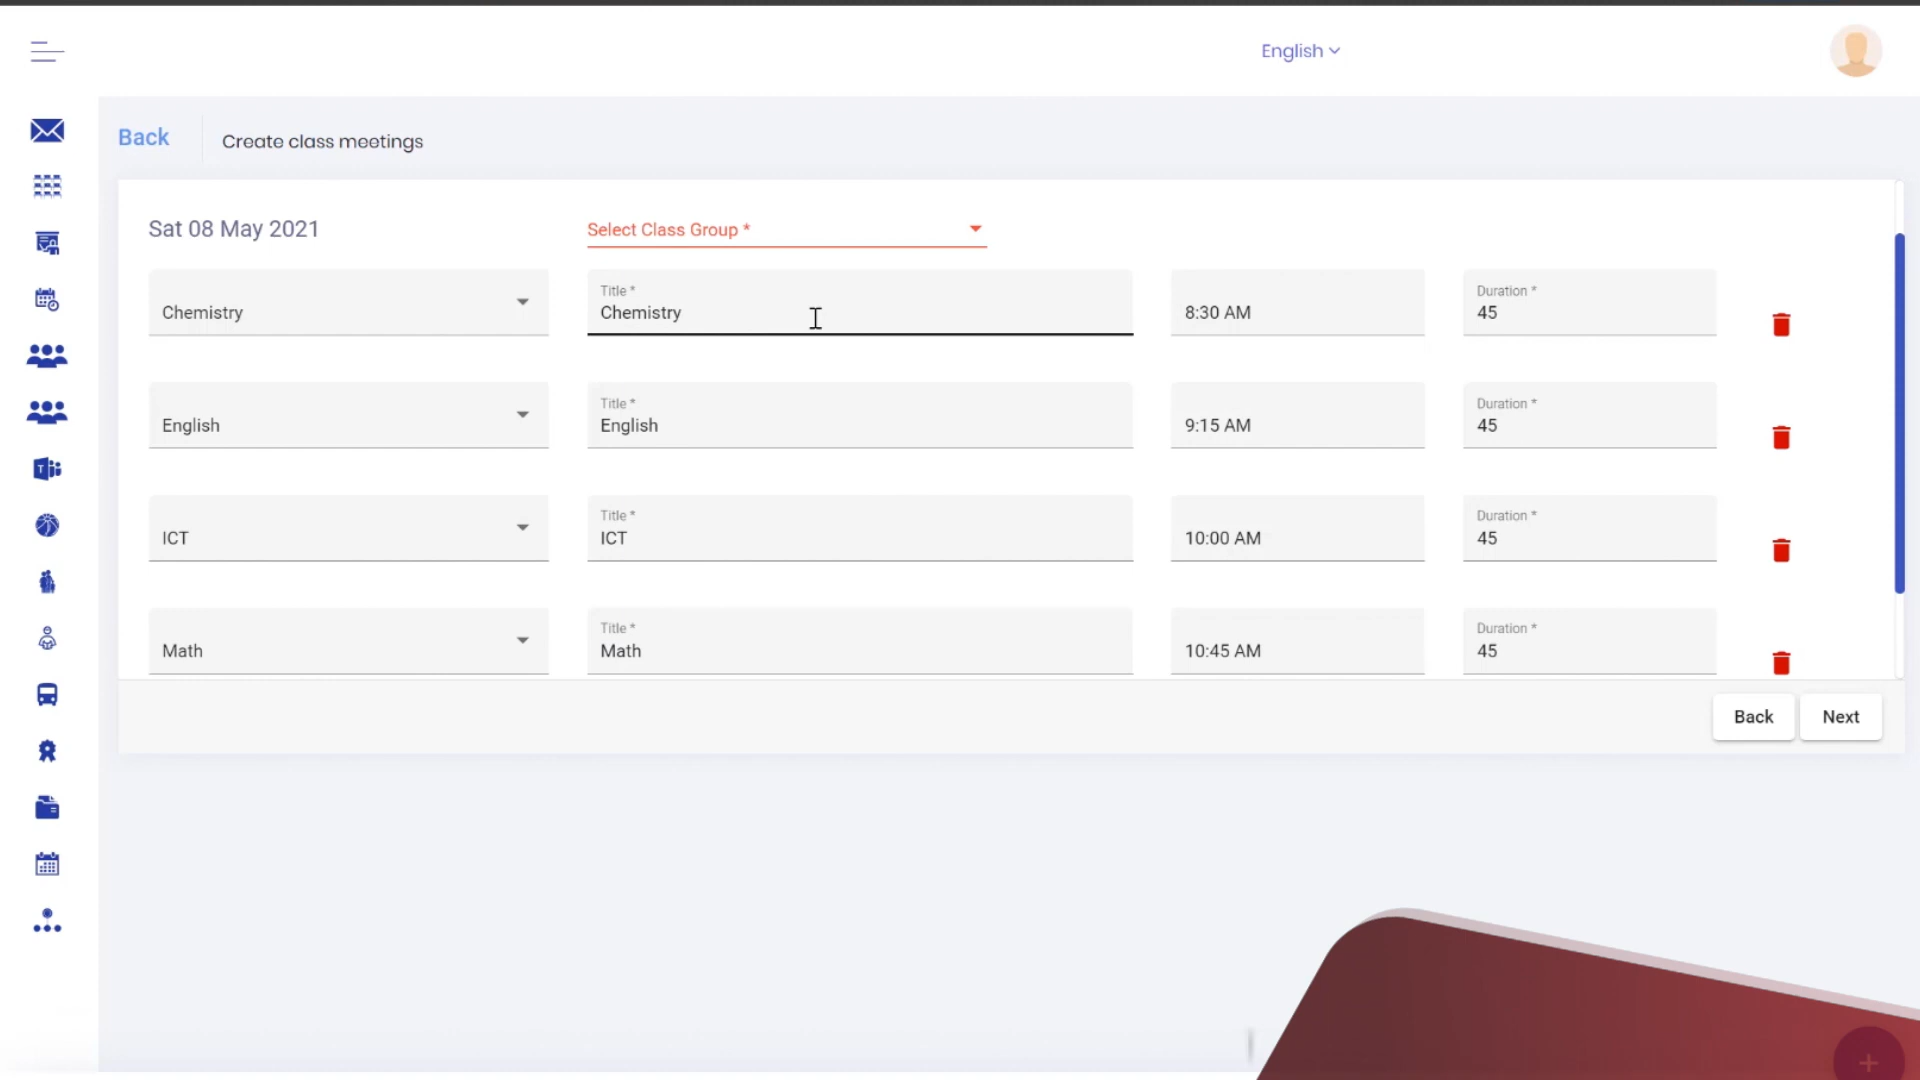 English
Back
Create class meetings
Sat 08 May 2021
Select Class Group *
Chemistry
Title *
Chemistry
8:30 AM
Duration *
45
English
Title *
English
9:15 AM
Duration *
45
ICT
Title *
ICT
10:00 AM
Duration *
45
Math
Title *
Math
10:45 AM
Duration *
45
Back
Next